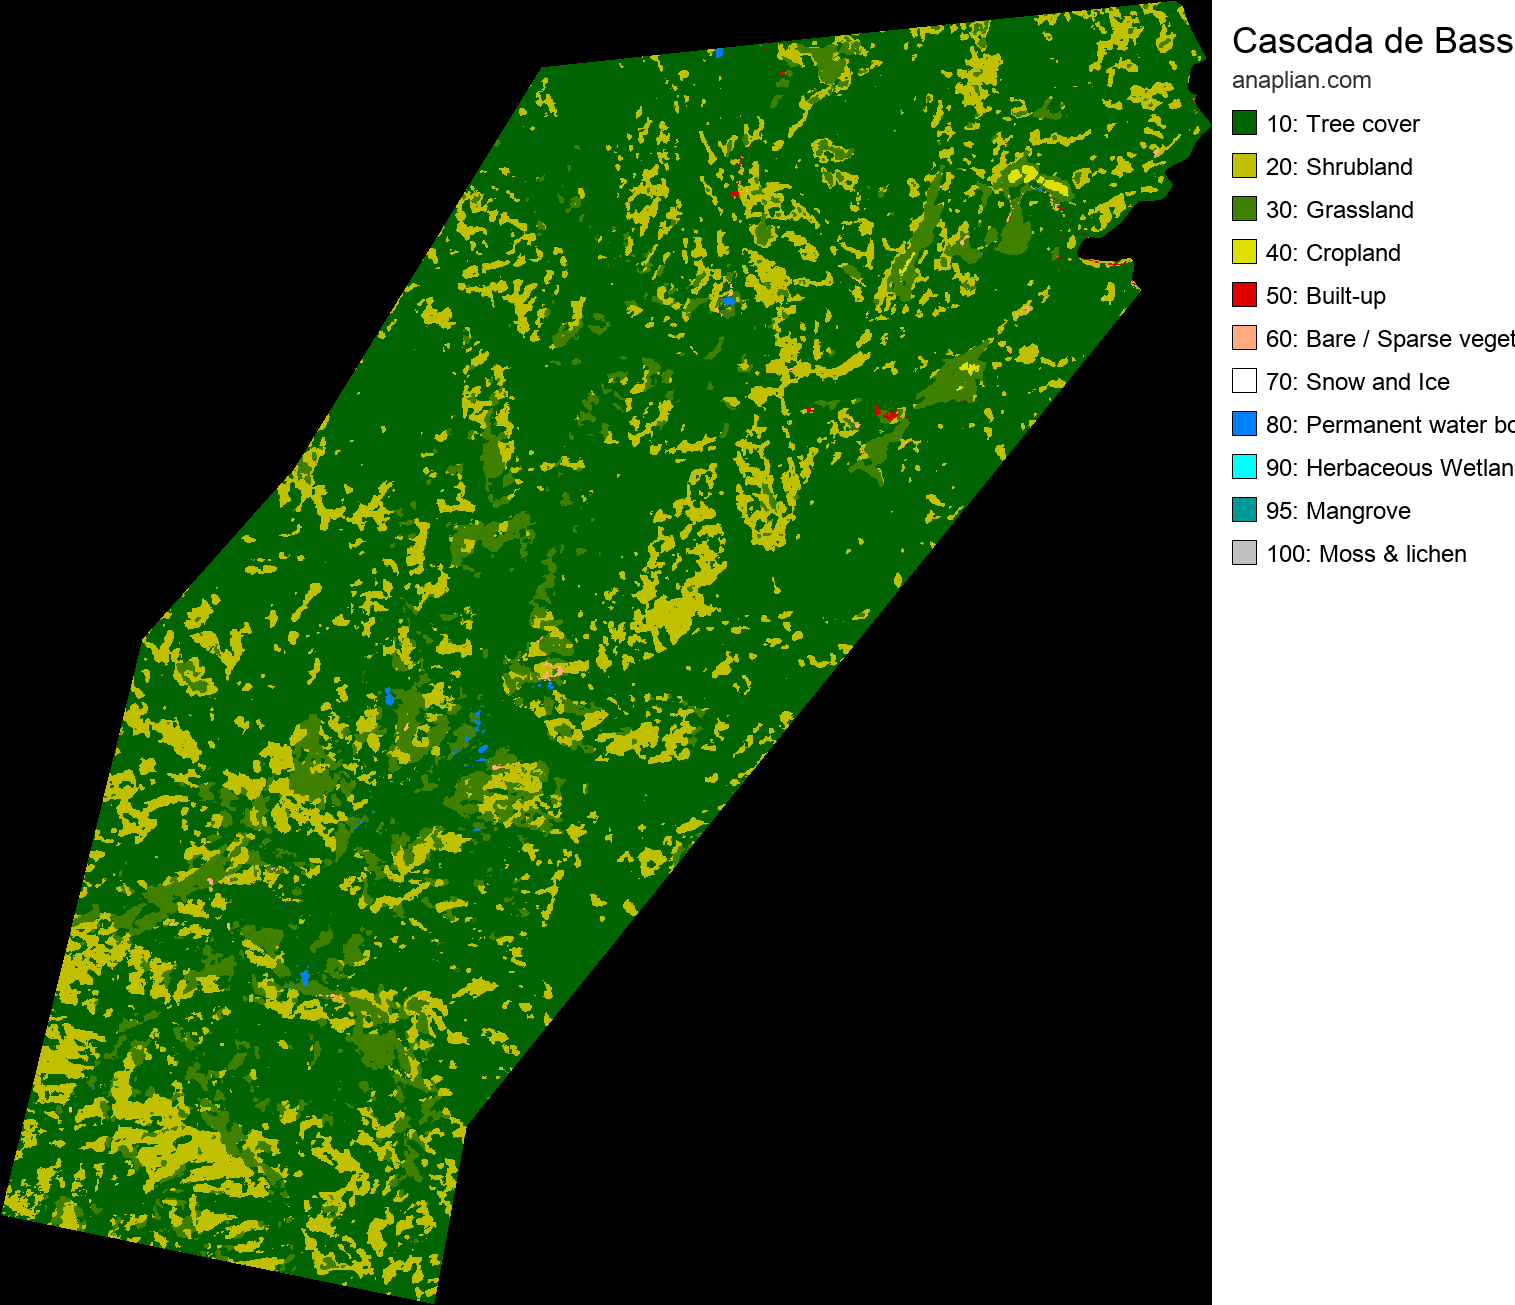 Cascada de Bass
anaplian.com
10: Tree cover
20: Shrubland
30: Grassland
40: Cropland
50: Built-up
60: Bare / Sparse veget
70: Snow and Ice
80: Permanent water bo
90: Herbaceous Wetlan
95: Mangrove
100: Moss & lichen